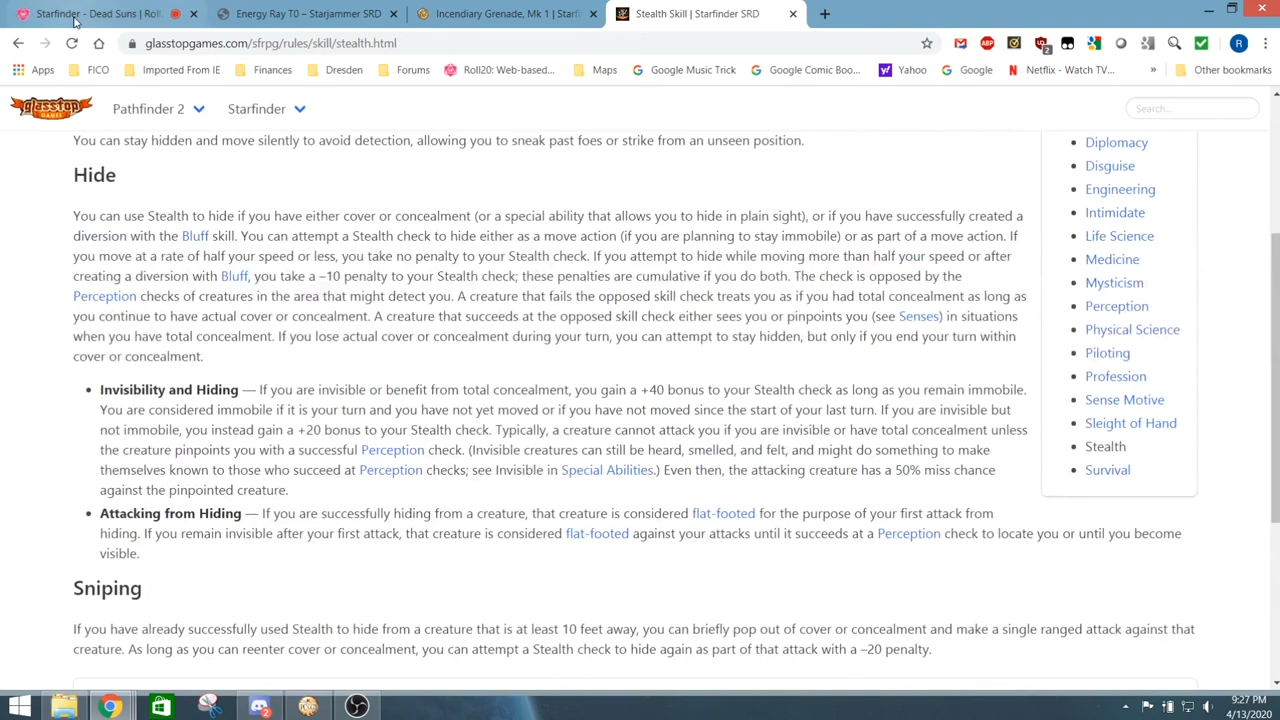 Starfinder - Dead Suns | Roll.
Energy Ray T0 – Starjammer SRD
Incendiary Grenade, Mk 1 | Starf
Stealth Skill | Starfinder SRD
glasstopgames.com/sfrpg/rules/skill/stealth.html
Apps
FICO
Imported From IE
Finances
Dresden
Forums
Roll20: Web-based...
Maps
Google Music Trick
Google Comic Boo...
Yahoo
Google
Netflix - Watch TV...
Other bookmarks
glasstop
GAMES
Pathfinder 2
Starfinder
Search...
You can stay hidden and move silently to avoid detection, allowing you to sneak past foes or strike from an unseen position.
Hide
You can use Stealth to hide if you have either cover or concealment (or a special ability that allows you to hide in plain sight), or if you have successfully created a
diversion with the Bluff skill. You can attempt a Stealth check to hide either as a move action (if you are planning to stay immobile) or as part of a move action. If
you move at a rate of half your speed or less, you take no penalty to your Stealth check. If you attempt to hide while moving more than half your speed or after
creating a diversion with Bluff, you take a –10 penalty to your Stealth check; these penalties are cumulative if you do both. The check is opposed by the
Perception checks of creatures in the area that might detect you. A creature that fails the opposed skill check treats you as if you had total concealment as long as
you continue to have actual cover or concealment. A creature that succeeds at the opposed skill check either sees you or pinpoints you (see Senses) in situations
when you have total concealment. If you lose actual cover or concealment during your turn, you can attempt to stay hidden, but only if you end your turn within
cover or concealment.
• Invisibility and Hiding — If you are invisible or benefit from total concealment, you gain a +40 bonus to your Stealth check as long as you remain immobile.
You are considered immobile if it is your turn and you have not yet moved or if you have not moved since the start of your last turn. If you are invisible but
not immobile, you instead gain a +20 bonus to your Stealth check. Typically, a creature cannot attack you if you are invisible or have total concealment unless
the creature pinpoints you with a successful Perception check. (Invisible creatures can still be heard, smelled, and felt, and might do something to make
themselves known to those who succeed at Perception checks; see Invisible in Special Abilities.) Even then, the attacking creature has a 50% miss chance
against the pinpointed creature.
• Attacking from Hiding — If you are successfully hiding from a creature, that creature is considered flat-footed for the purpose of your first attack from
hiding. If you remain invisible after your first attack, that creature is considered flat-footed against your attacks until it succeeds at a Perception check to locate you or until you become
visible.
Sniping
If you have already successfully used Stealth to hide from a creature that is at least 10 feet away, you can briefly pop out of cover or concealment and make a single ranged attack against that
creature. As long as you can reenter cover or concealment, you can attempt a Stealth check to hide again as part of that attack with a –20 penalty.
• Diplomacy
• Disguise
• Engineering
• Intimidate
• Life Science
• Medicine
• Mysticism
• Perception
• Physical Science
• Piloting
• Profession
• Sense Motive
• Sleight of Hand
• Stealth
• Survival
9:27 PM
4/13/2020